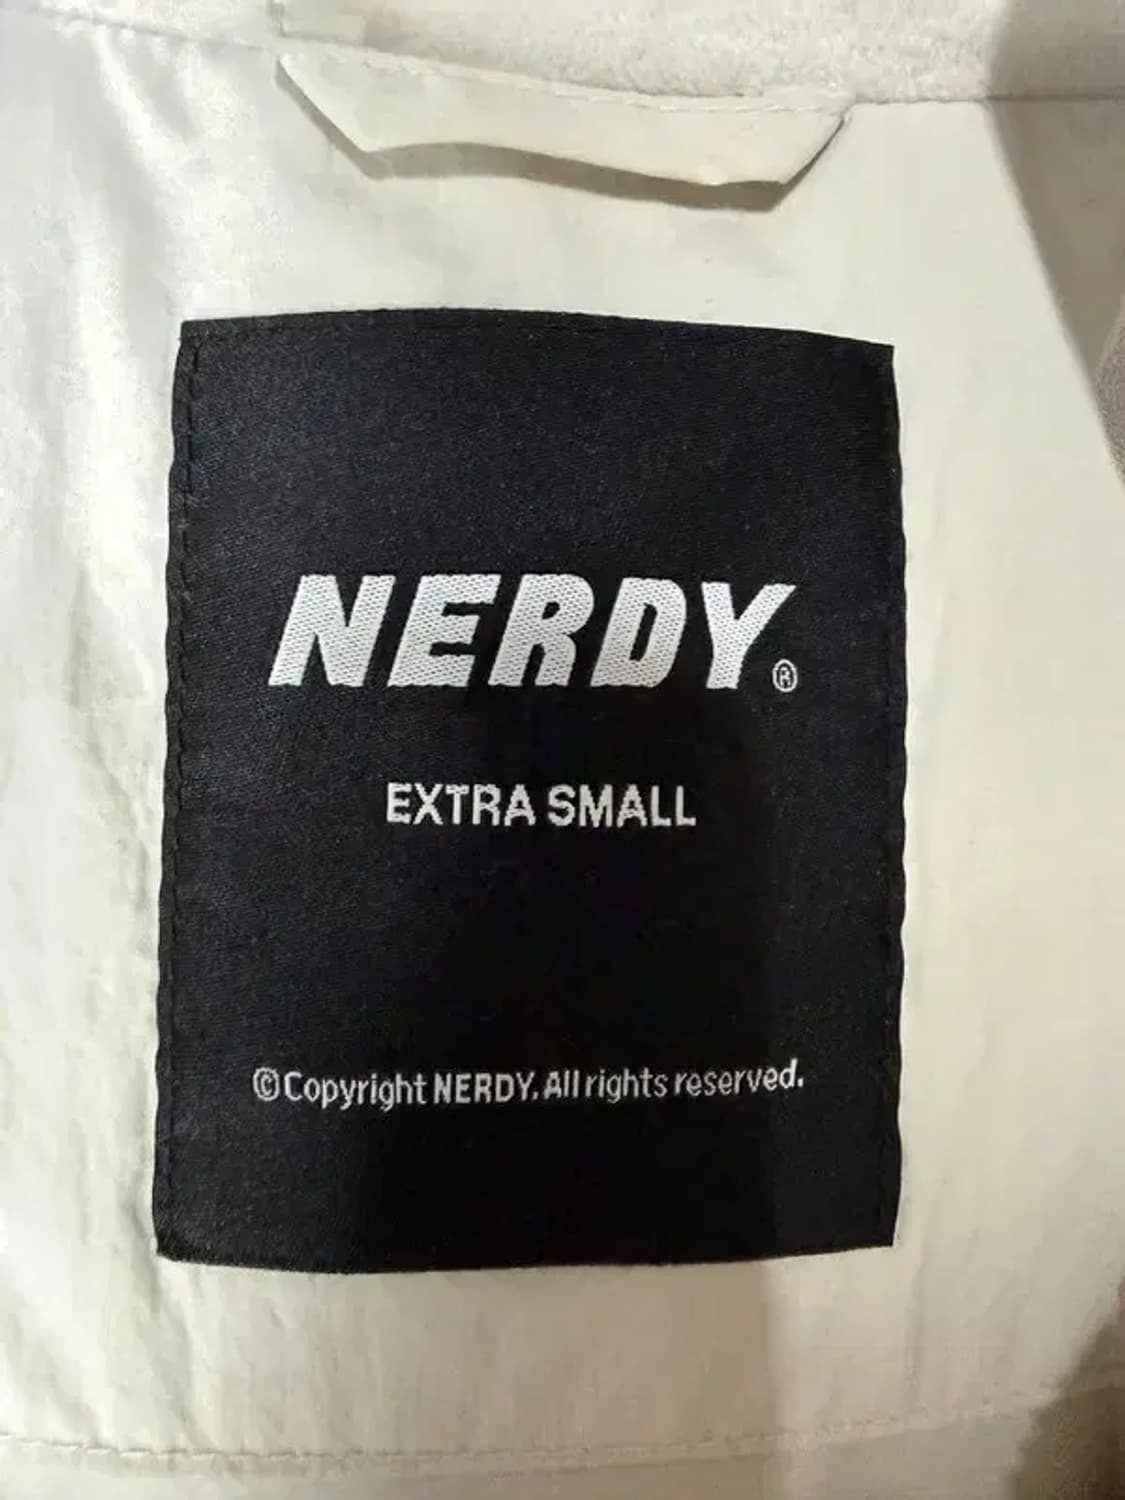 NERDY®
EXTRA SMALL
©Copyright NERDY. All rights reserved.